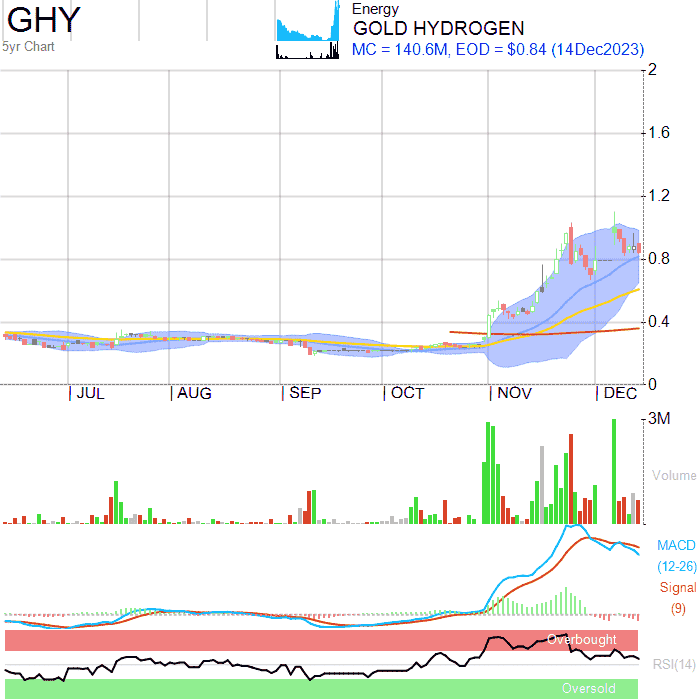 GHY
5yr Chart
Energy
GOLD HYDROGEN
MC = 140.6M, EOD = $0.84 (14Dec2023)
2
1.6
1.2
0.8
0.4
0
JUL AUG SEP OCT NOV DEC
3M
Volume
MACD
(12-26)
Signal
(9)
Overbought
RSI(14)
Oversold